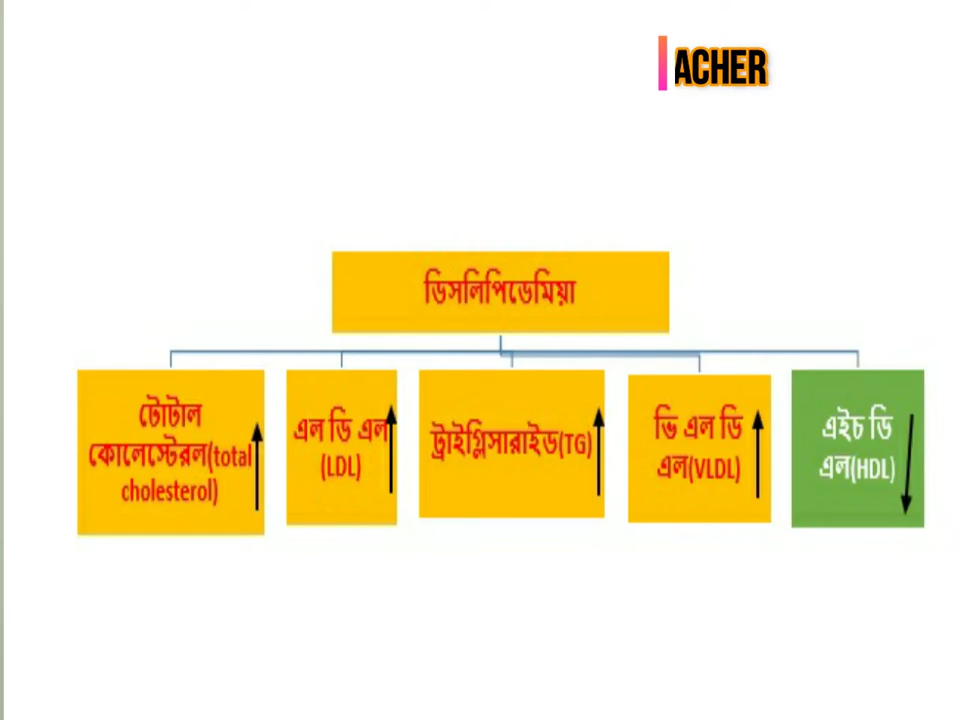 ACHER
ডিসলিপিডেমিয়া
টোটাল
কোলেস্টেরল(total
cholesterol)
এল ডি এল
(LDL)
ট্রাইগ্লিসারাইড(TG)
ভি এল ডি
এল(VLDL)
এইচ ডি
এল(HDL)